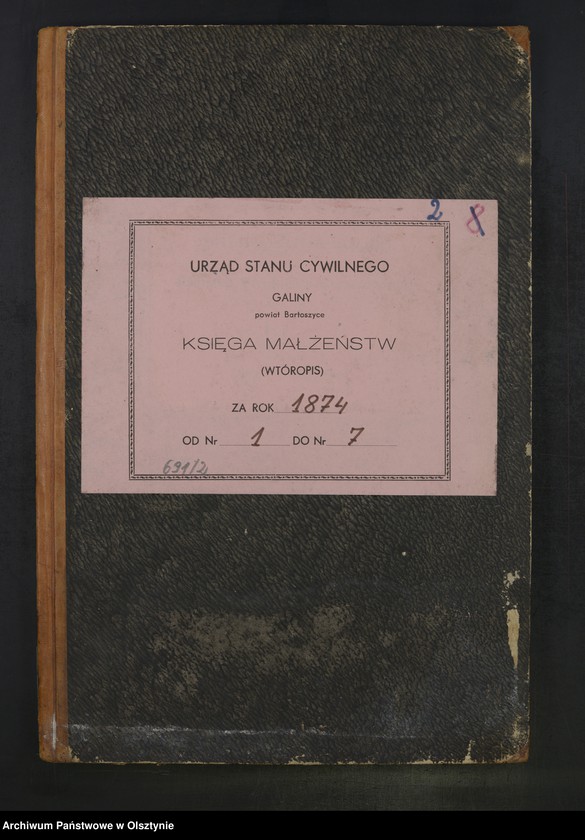 2 8
URZĄD STANU CYWILNEGO
GALINY
powiat Bartoszyce
KSIĘGA MAŁŻEŃSTW
(WTÓROPIS)
ZA ROK 1874
OD Nr 1 DO Nr 7
691/2
Archiwum Państwowe w Olsztynie